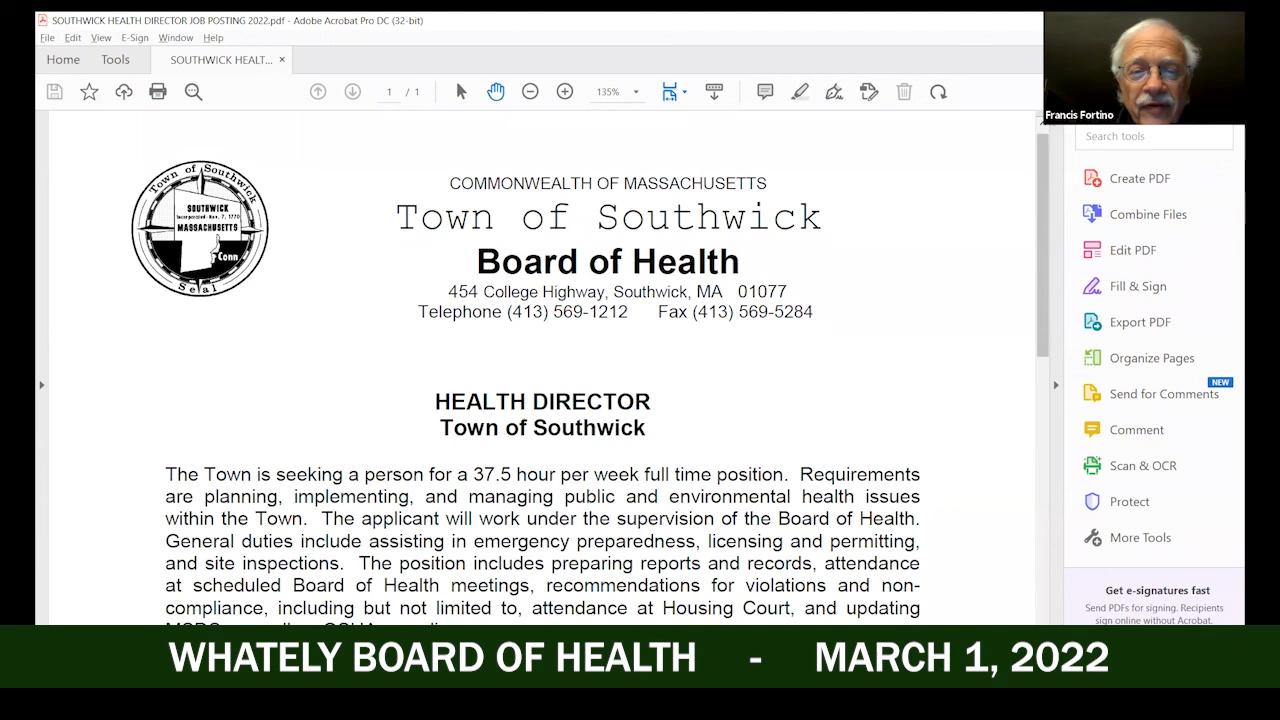 SOUTHWICK HEALTH DIRECTOR JOB POSTING 2022.pdf - Adobe Acrobat Pro DC (32-bit)
File Edit View E-Sign Window Help
Home Tools SOUTHWICK HEALT... ×
1 / 1 135%
Francis Fortino
Search tools
Create PDF
Combine Files
Edit PDF
Fill & Sign
Export PDF
Organize Pages
NEW
Send for Comments
Comment
Scan & OCR
Protect
More Tools
Get e-signatures fast
Send PDFs for signing. Recipients
sign online without Acrobat.
Town of Southwick
SOUTHWICK
Incorporated - Nov. 7, 1770
MASSACHUSETTS
Conn
Seal
COMMONWEALTH OF MASSACHUSETTS
Town of Southwick
Board of Health
454 College Highway, Southwick, MA 01077
Telephone (413) 569-1212 Fax (413) 569-5284
HEALTH DIRECTOR
Town of Southwick
The Town is seeking a person for a 37.5 hour per week full time position. Requirements
are planning, implementing, and managing public and environmental health issues
within the Town. The applicant will work under the supervision of the Board of Health.
General duties include assisting in emergency preparedness, licensing and permitting,
and site inspections. The position includes preparing reports and records, attendance
at scheduled Board of Health meetings, recommendations for violations and non-
compliance, including but not limited to, attendance at Housing Court, and updating
WHATELY BOARD OF HEALTH - MARCH 1, 2022